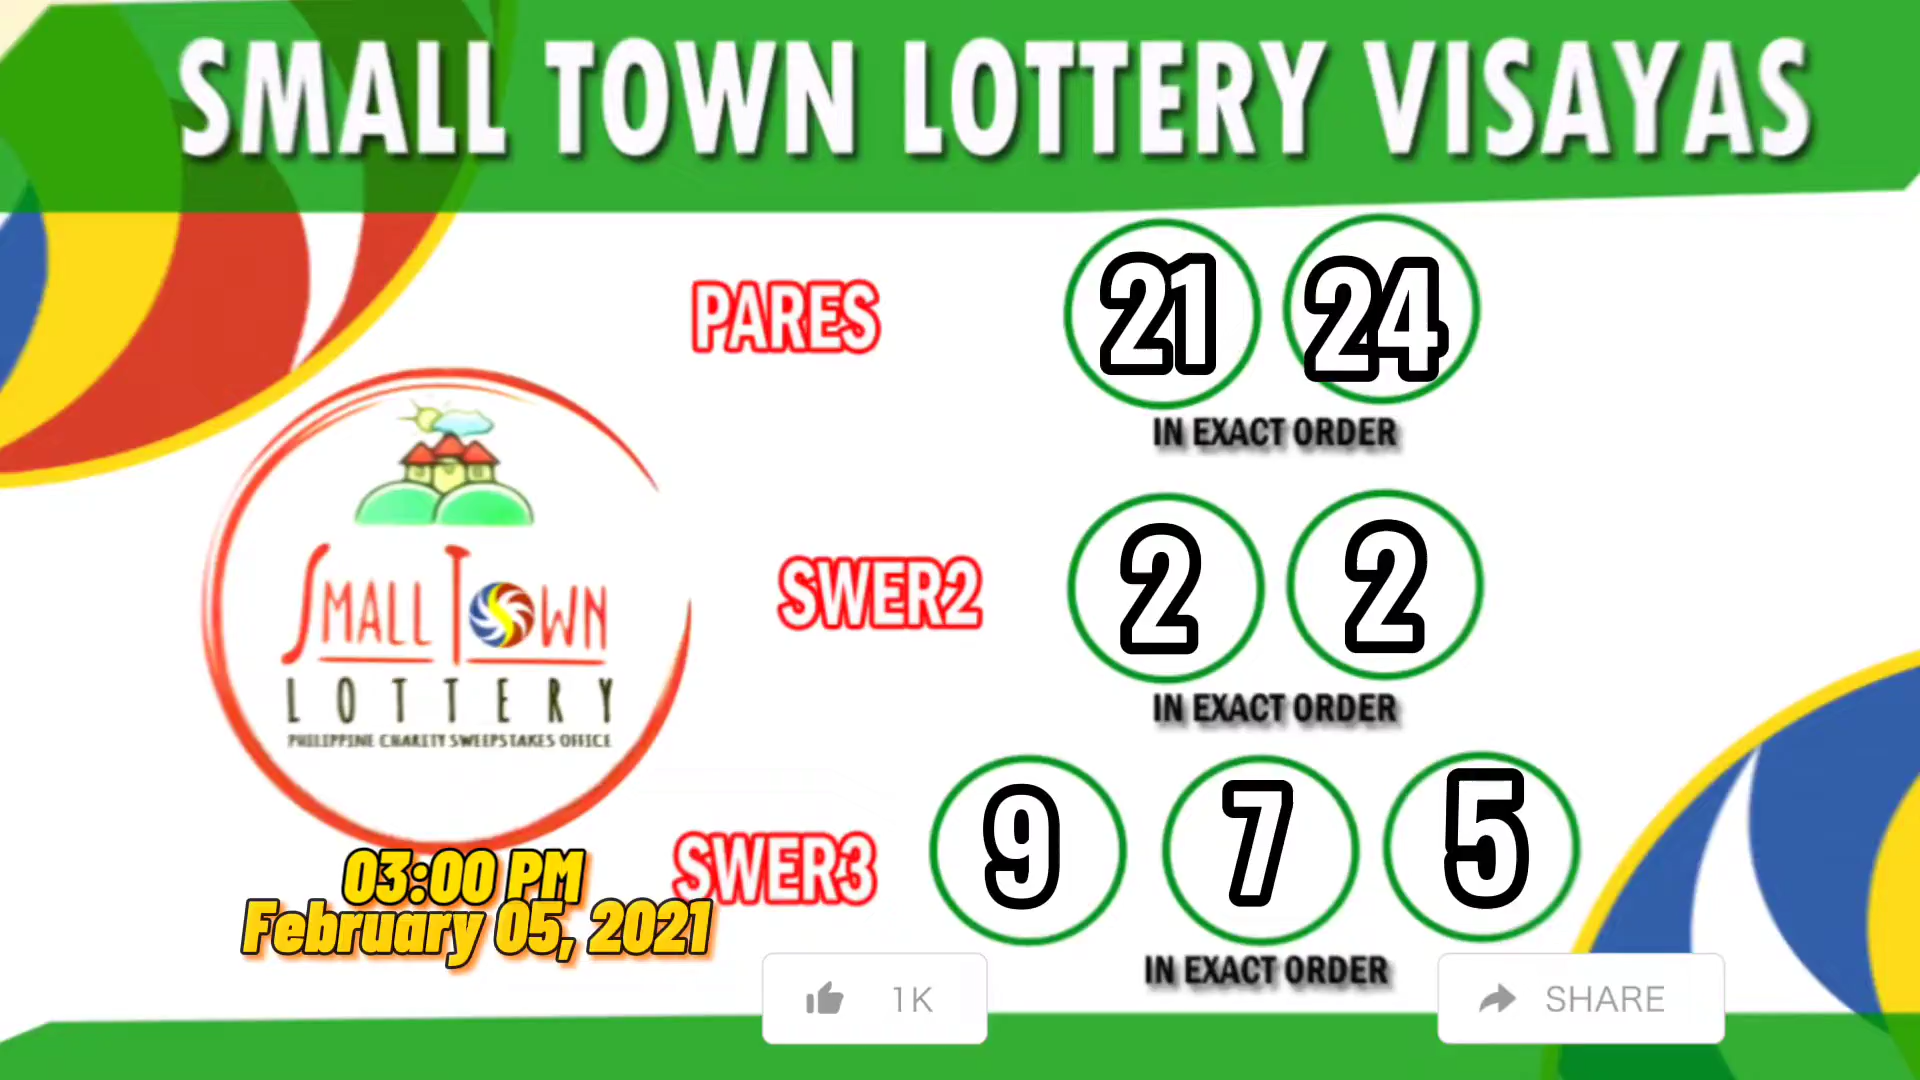 SMALL TOWN LOTTERY VISAYAS
PARES
21 24
IN EXACT ORDER
SMALL TOWN
LOTTERY
PHILIPPINE CHARITY SWEEPSTAKES OFFICE
SWER2
2 2
IN EXACT ORDER
SWER3
9 7 5
IN EXACT ORDER
03:00 PM
February 05, 2021
1K
SHARE